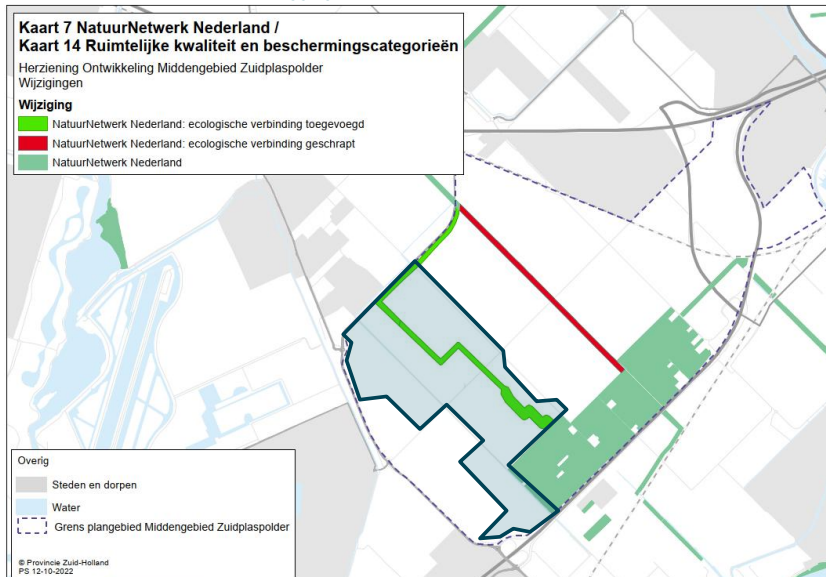 Kaart 7 NatuurNetwerk Nederland /
Kaart 14 Ruimtelijke kwaliteit en beschermingscategorieën
Herziening Ontwikkeling Middengebied Zuidplaspolder
Wijzigingen
Wijziging
NatuurNetwerk Nederland: ecologische verbinding toegevoegd
NatuurNetwerk Nederland: ecologische verbinding geschrapt
NatuurNetwerk Nederland
Overig
Steden en dorpen
Water
Grens plangebied Middengebied Zuidplaspolder
© Provincie Zuid-Holland
PS 12-10-2022